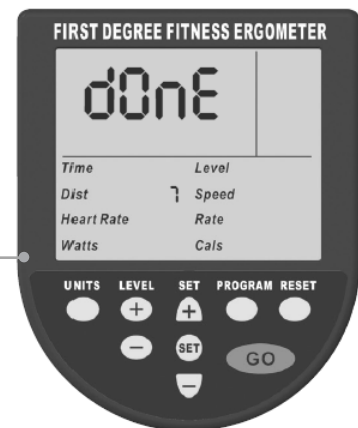 FIRST DEGREE FITNESS ERGOMETER
dOnE
Time Level
Dist 7 Speed
Heart Rate Rate
Watts Cals
UNITS LEVEL SET PROGRAM RESET
+ +
- SET GO
-